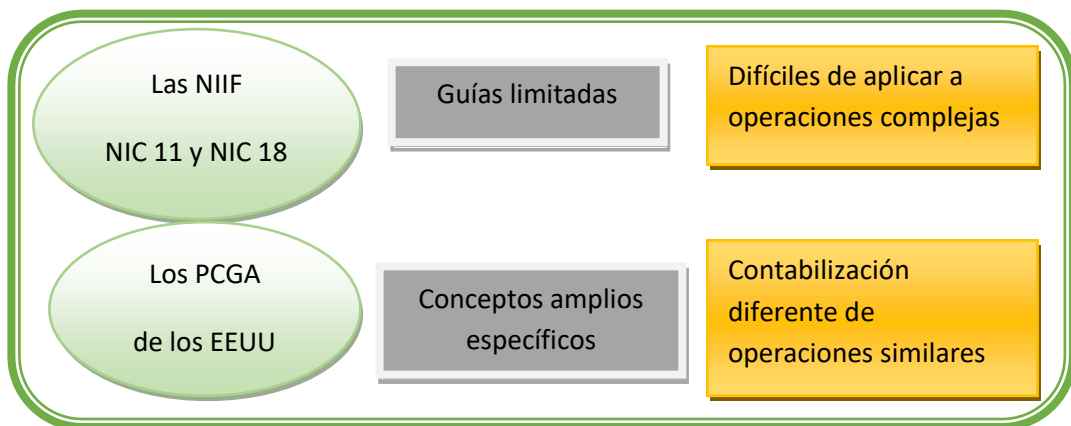 Las NIIF
NIC 11 y NIC 18
Guías limitadas
Difíciles de aplicar a
operaciones complejas
Los PCGA
de los EEUU
Conceptos amplios
específicos
Contabilización
diferente de
operaciones similares